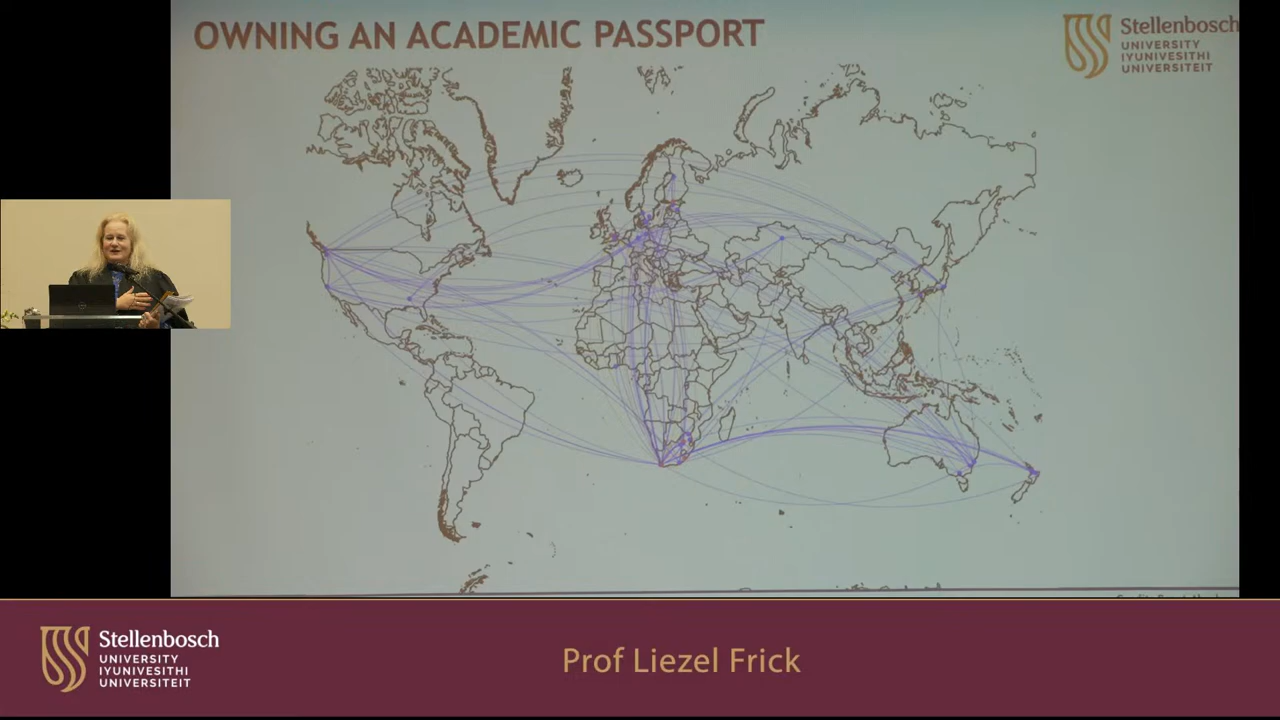 OWNING AN ACADEMIC PASSPORT
Stellenbosch
UNIVERSITY
IYUNIVESITHI
UNIVERSITEIT
Stellenbosch
UNIVERSITY
IYUNIVESITHI
UNIVERSITEIT
Prof Liezel Frick